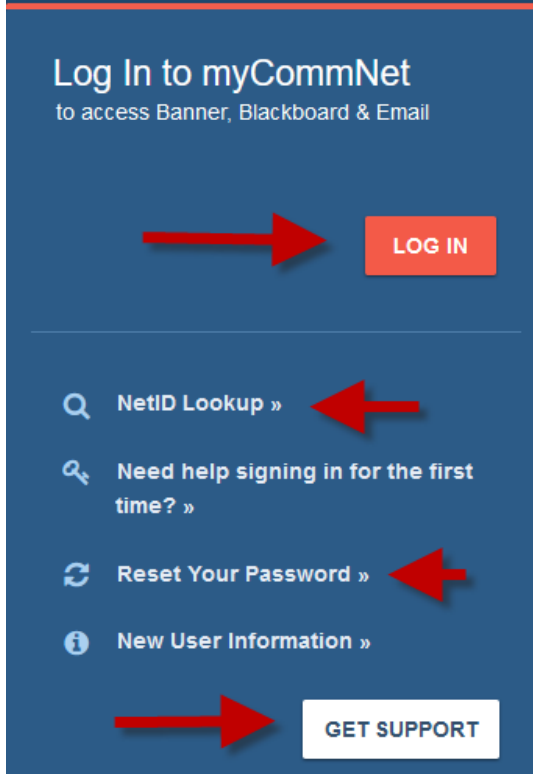 Log In to myCommNet
to access Banner, Blackboard & Email
LOG IN
NetID Lookup »
Need help signing in for the first
time? »
Reset Your Password »
New User Information »
GET SUPPORT